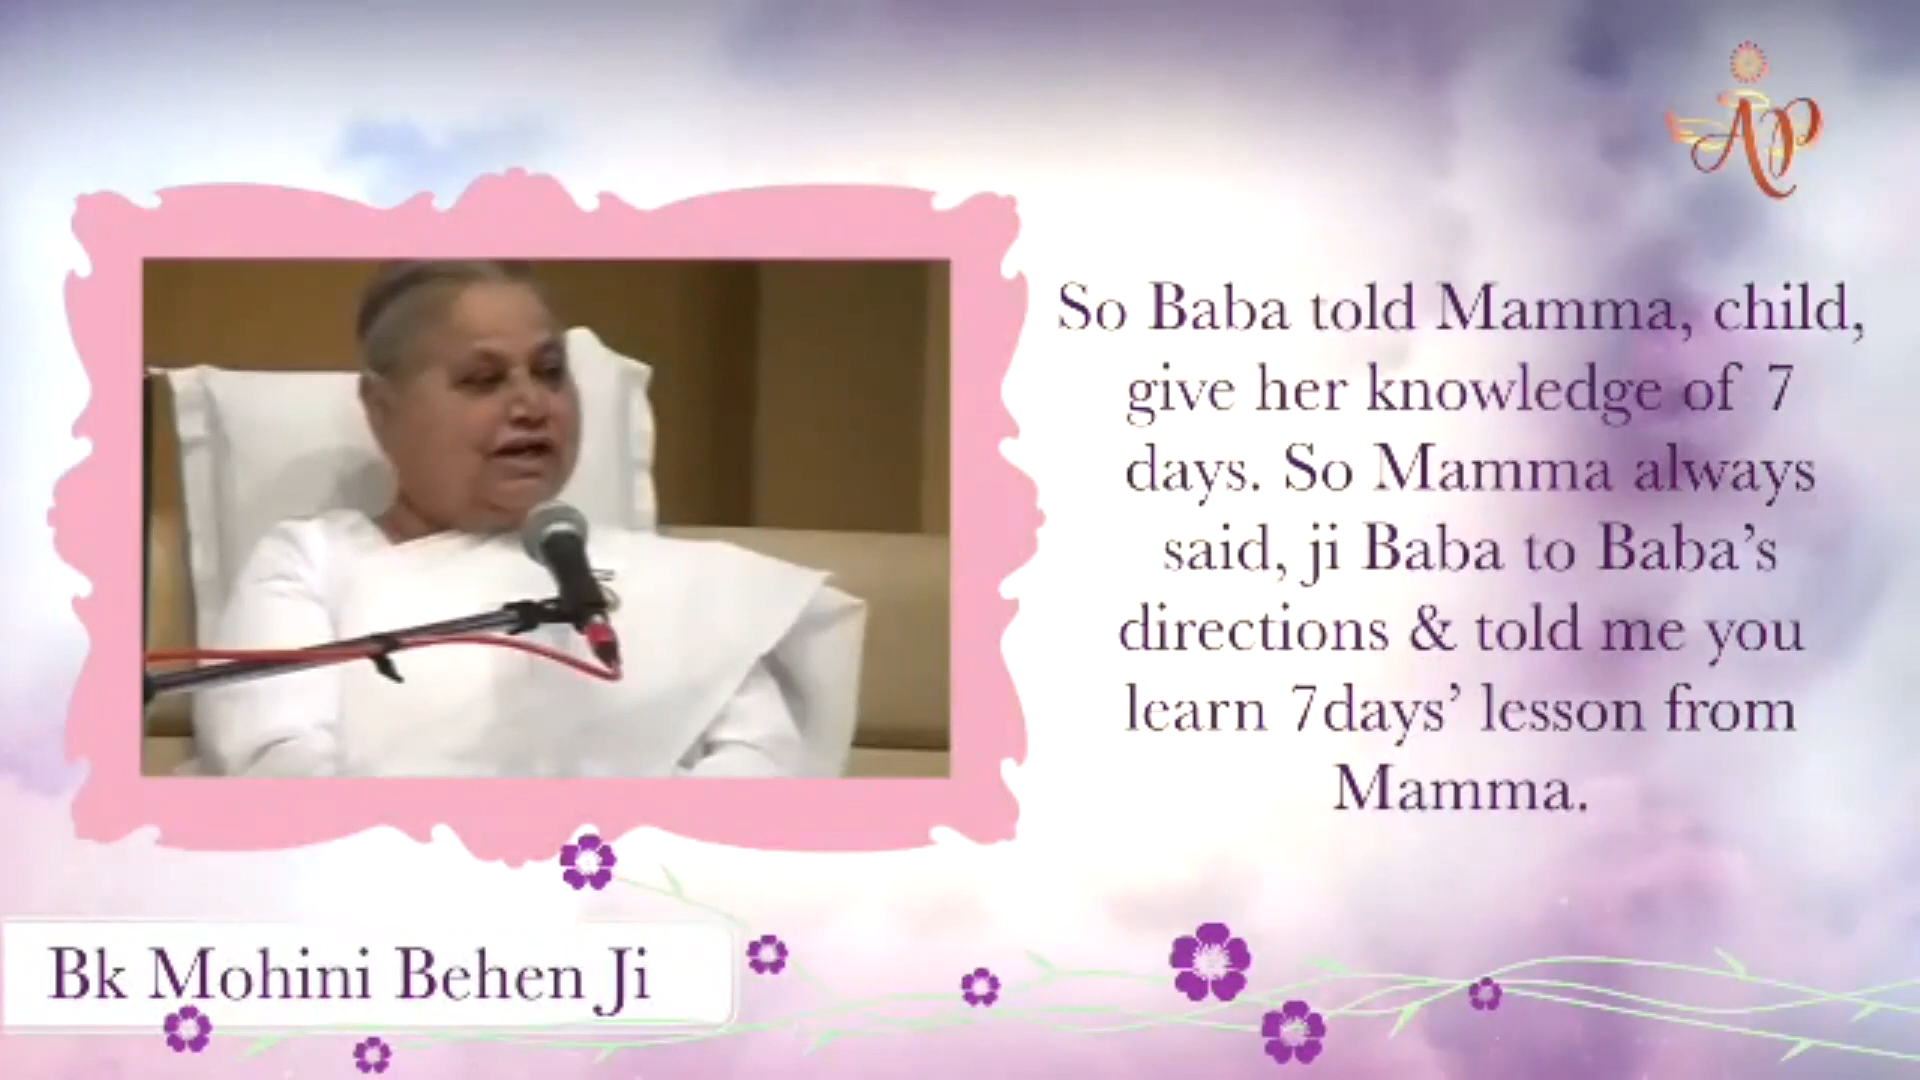 AP
So Baba told Mamma, child,
give her knowledge of 7
days. So Mamma always
said, ji Baba to Baba’s
directions & told me you
learn 7days’ lesson from
Mamma.
Bk Mohini Behen Ji